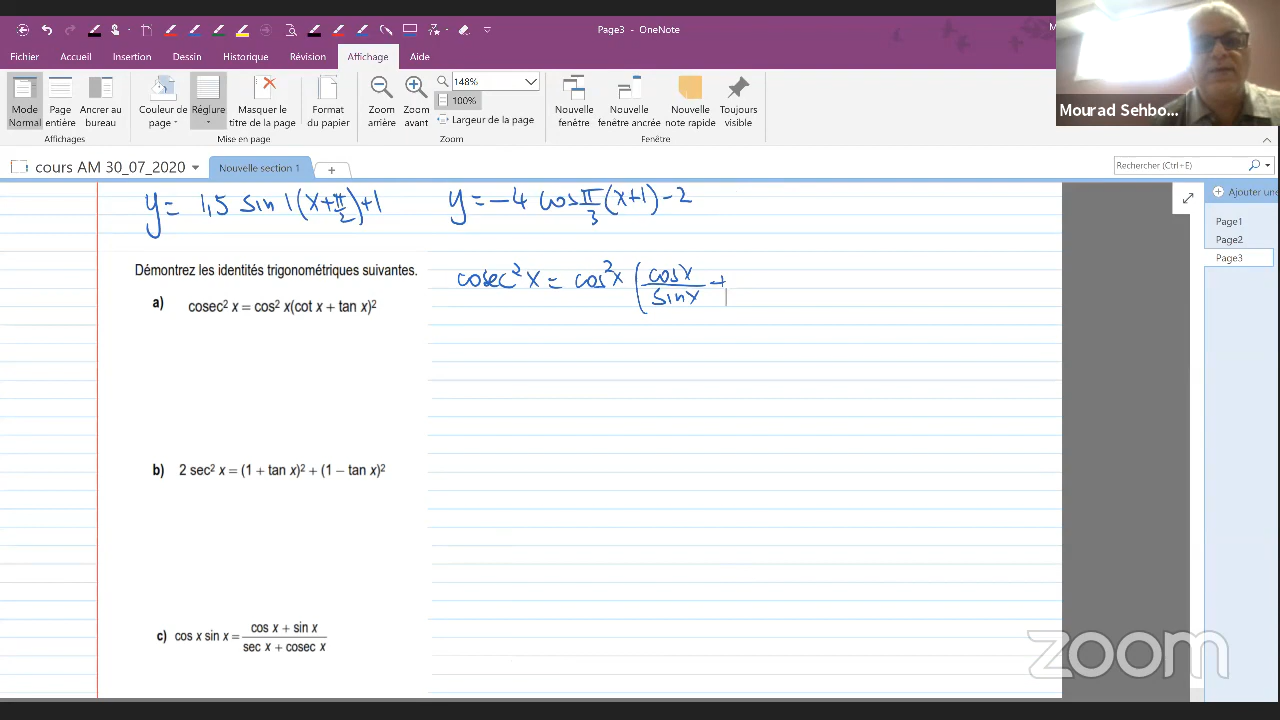 Page3 - OneNote
Fichier Accueil Insertion Dessin Historique Révision Affichage Aide
Mode Normal
Page entière
Ancrer au bureau
Affichages
Couleur de page
Réglure
Masquer le titre de la page
Format du papier
Mise en page
Zoom arrière
Zoom avant
148%
100%
Largeur de la page
Zoom
Nouvelle fenêtre
Nouvelle fenêtre ancrée
Nouvelle note rapide
Toujours visible
Fenêtre
Mourad Sehbo...
cours AM 30_07_2020
Nouvelle section 1
+
Rechercher (Ctrl+E)
Ajouter une
Page1
Page2
Page3
y = 1,5 sin 1(x+π/2)+1
y = -4 cos π/3 (x+1) -2
Démontrez les identités trigonométriques suivantes.
cosec² x = cos² x (cos x/sin x +
a) cosec² x = cos² x(cot x + tan x)²
b) 2 sec² x = (1 + tan x)² + (1 − tan x)²
c) cos x sin x = cos x + sin x / sec x + cosec x
zoom